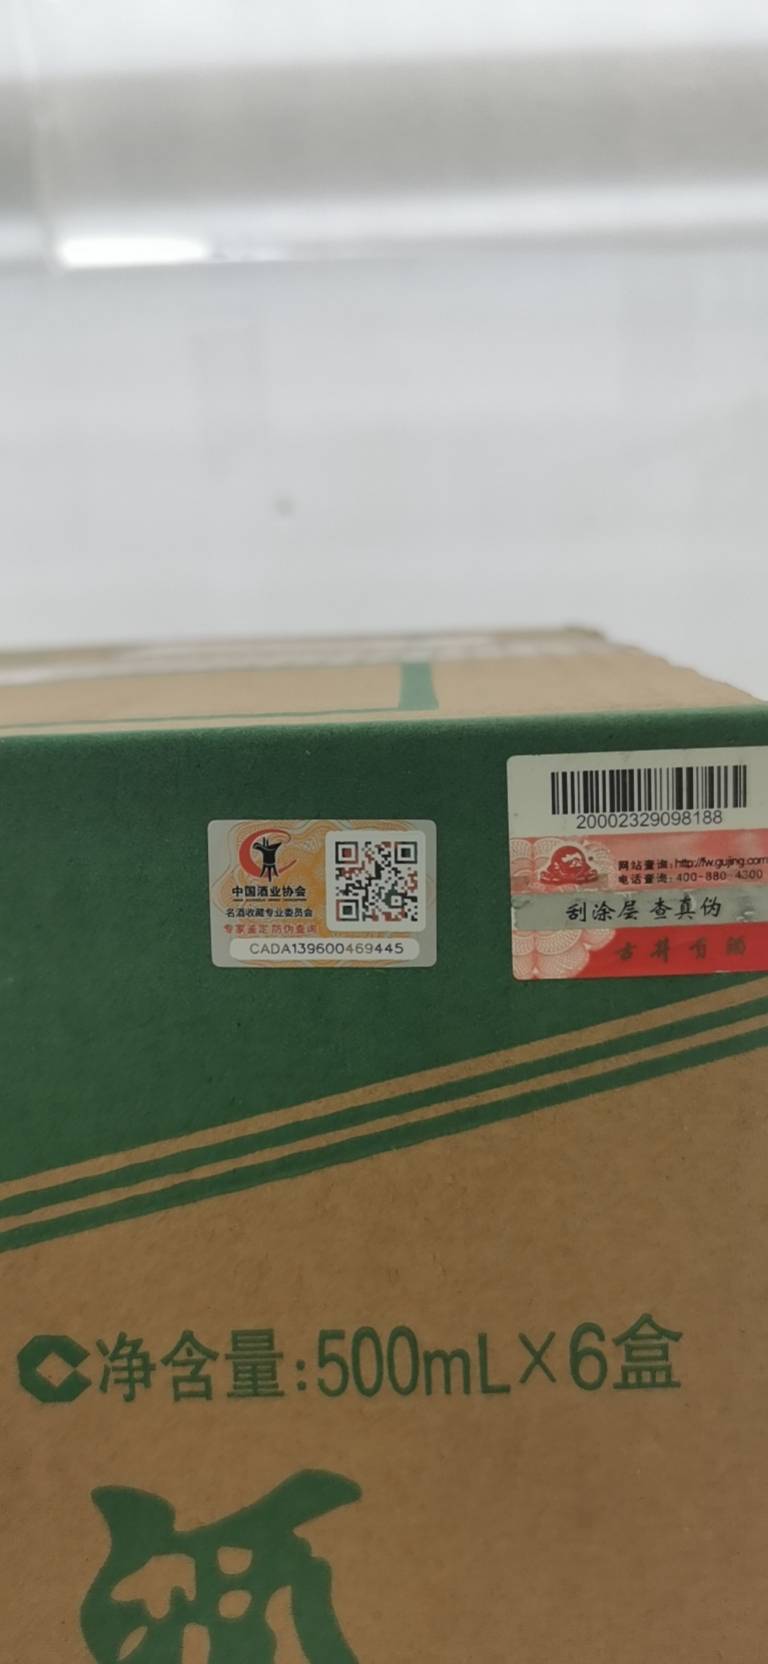 中国酒业协会
名酒收藏专业委员会
专家鉴定 防伪查询
CADA139600469445
20002329098188
网站查询:http://fw.gujing.com
电话查询:400-880-4300
刮涂层 查真伪
古井贡酒
净含量:500mL×6盒
酒